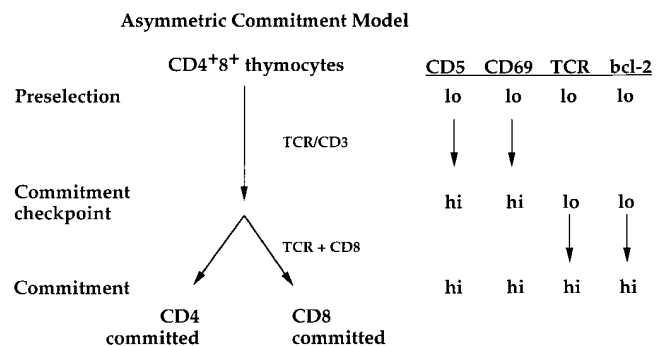 Asymmetric Commitment Model
CD4⁺8⁺ thymocytes
CD5 CD69 TCR bcl-2
Preselection lo lo lo lo
TCR/CD3
Commitment
checkpoint hi hi lo lo
TCR + CD8
Commitment hi hi hi hi
CD4
committed
CD8
committed